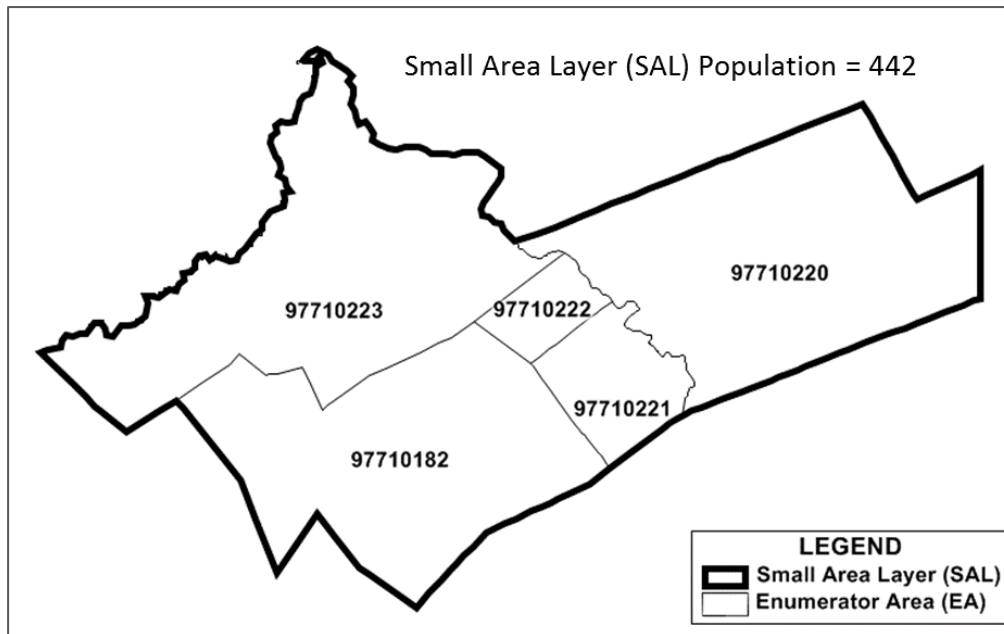 Small Area Layer (SAL) Population = 442
97710220
97710223
97710222
97710221
97710182
LEGEND
Small Area Layer (SAL)
Enumerator Area (EA)